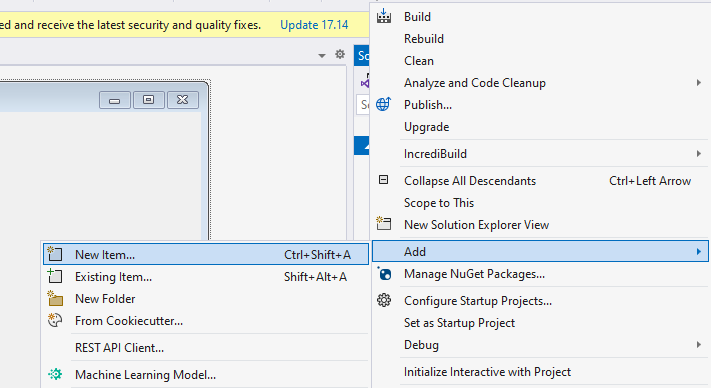 ed and receive the latest security and quality fixes. Update 17.14
Build
Rebuild
Clean
Analyze and Code Cleanup
Publish...
Upgrade
IncrediBuild
Collapse All Descendants Ctrl+Left Arrow
Scope to This
New Solution Explorer View
Add
Manage NuGet Packages...
Configure Startup Projects...
Set as Startup Project
Debug
Initialize Interactive with Project
New Item... Ctrl+Shift+A
Existing Item... Shift+Alt+A
New Folder
From Cookiecutter...
REST API Client...
Machine Learning Model...